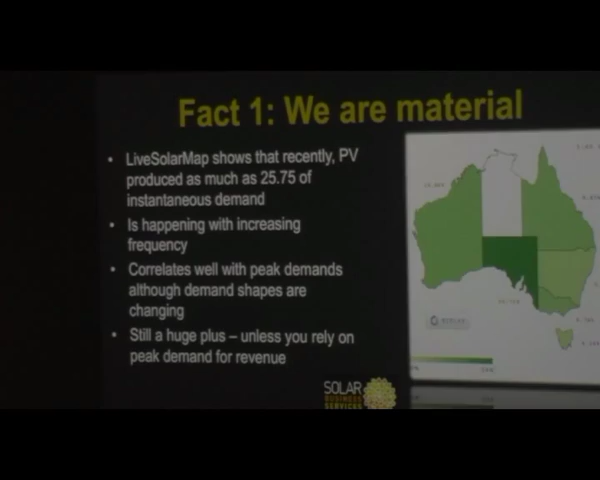 Fact 1: We are material
• LiveSolarMap shows that recently, PV
produced as much as 25.75 of
instantaneous demand
• Is happening with increasing
frequency
• Correlates well with peak demands
although demand shapes are
changing
• Still a huge plus – unless you rely on
peak demand for revenue
SOLAR
BUSINESS
SERVICES